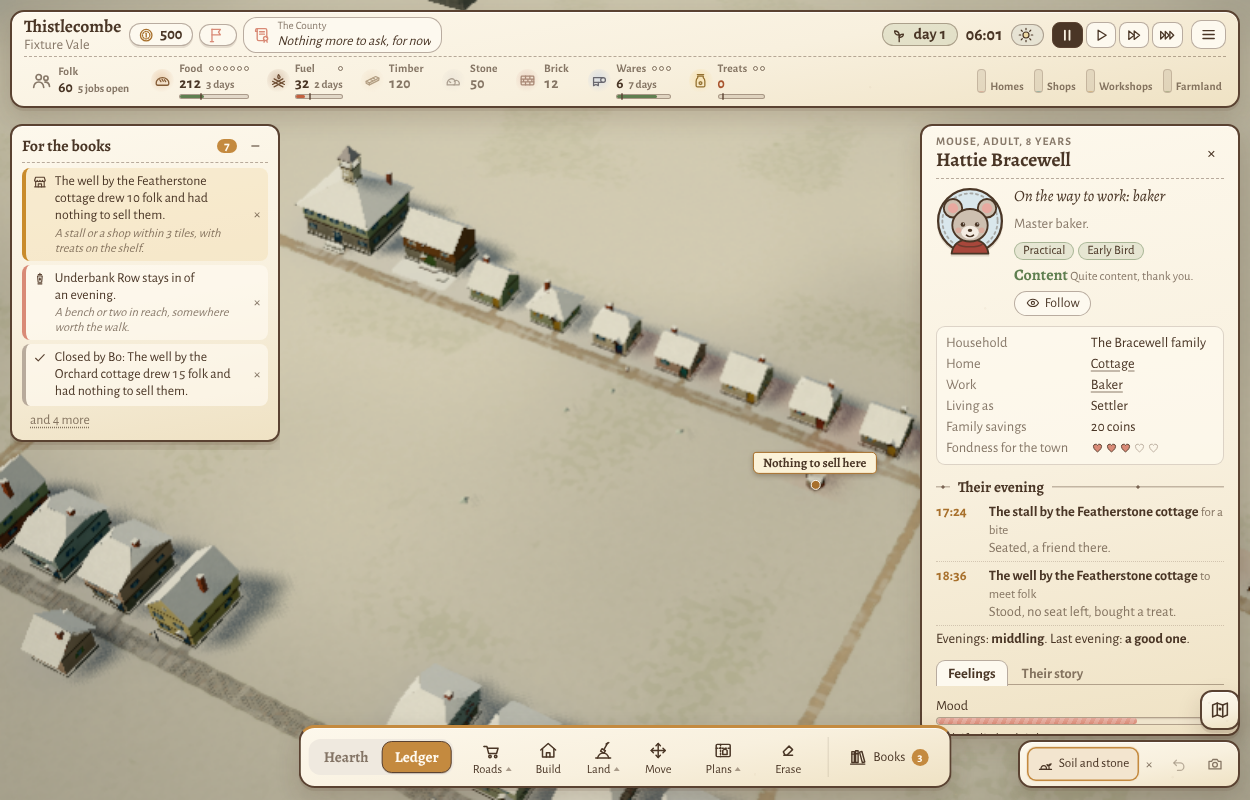 Thistlecombe
Fixture Vale
500
The County
Nothing more to ask, for now
day 1
06:01
Folk
60 5 jobs open
Food
212 3 days
Fuel
32 2 days
Timber
120
Stone
50
Brick
12
Wares
6 7 days
Treats
0
Homes
Shops
Workshops
Farmland
For the books
7
The well by the Featherstone
cottage drew 10 folk and had
nothing to sell them.
A stall or a shop within 3 tiles, with
treats on the shelf.
Underbank Row stays in of
an evening.
A bench or two in reach, somewhere
worth the walk.
Closed by Bo: The well by the
Orchard cottage drew 15 folk and
had nothing to sell them.
and 4 more
Nothing to sell here
MOUSE, ADULT, 8 YEARS
Hattie Bracewell
On the way to work: baker
Master baker.
Practical
Early Bird
Content Quite content, thank you.
Follow
Household The Bracewell family
Home Cottage
Work Baker
Living as Settler
Family savings 20 coins
Fondness for the town
Their evening
17:24 The stall by the Featherstone cottage for a
bite
Seated, a friend there.
18:36 The well by the Featherstone cottage to
meet folk
Stood, no seat left, bought a treat.
Evenings: middling. Last evening: a good one.
Feelings
Their story
Mood
Hearth
Ledger
Roads
Build
Land
Move
Plans
Erase
Books 3
Soil and stone